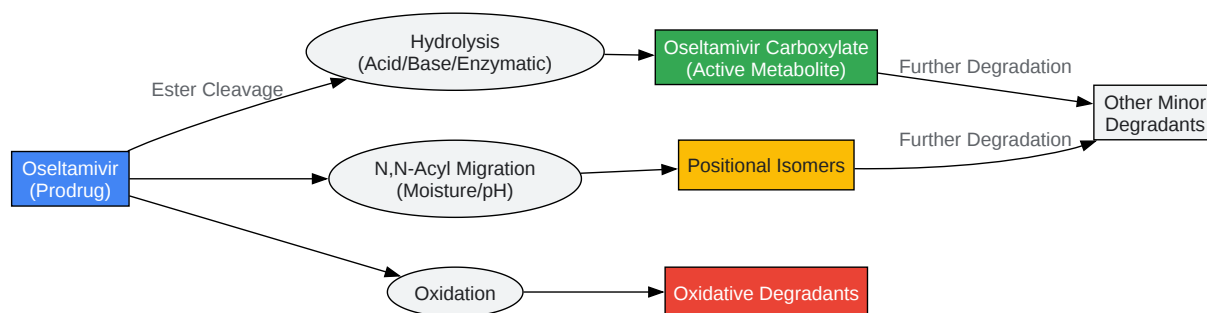 Hydrolysis
(Acid/Base/Enzymatic)
Oseltamivir Carboxylate
(Active Metabolite)
Further Degradation
Ester Cleavage
Other Minor
Degradants
Further Degradation
Oseltamivir
(Prodrug)
N,N-Acyl Migration
(Moisture/pH)
Positional Isomers
Oxidation
Oxidative Degradants